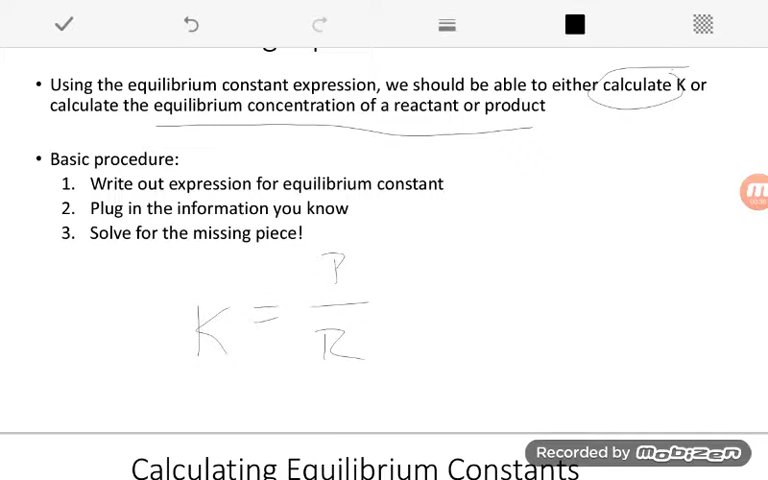 • Using the equilibrium constant expression, we should be able to either calculate K or
calculate the equilibrium concentration of a reactant or product
• Basic procedure:
1. Write out expression for equilibrium constant
2. Plug in the information you know
3. Solve for the missing piece!
K = P
R
Recorded by MOBIZEN
Calculating Equilibrium Constants